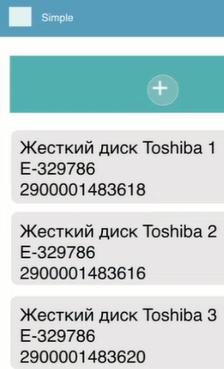 Simple
Жесткий диск Toshiba 1
E-329786
2900001483618
Жесткий диск Toshiba 2
E-329786
2900001483616
Жесткий диск Toshiba 3
E-329786
2900001483620